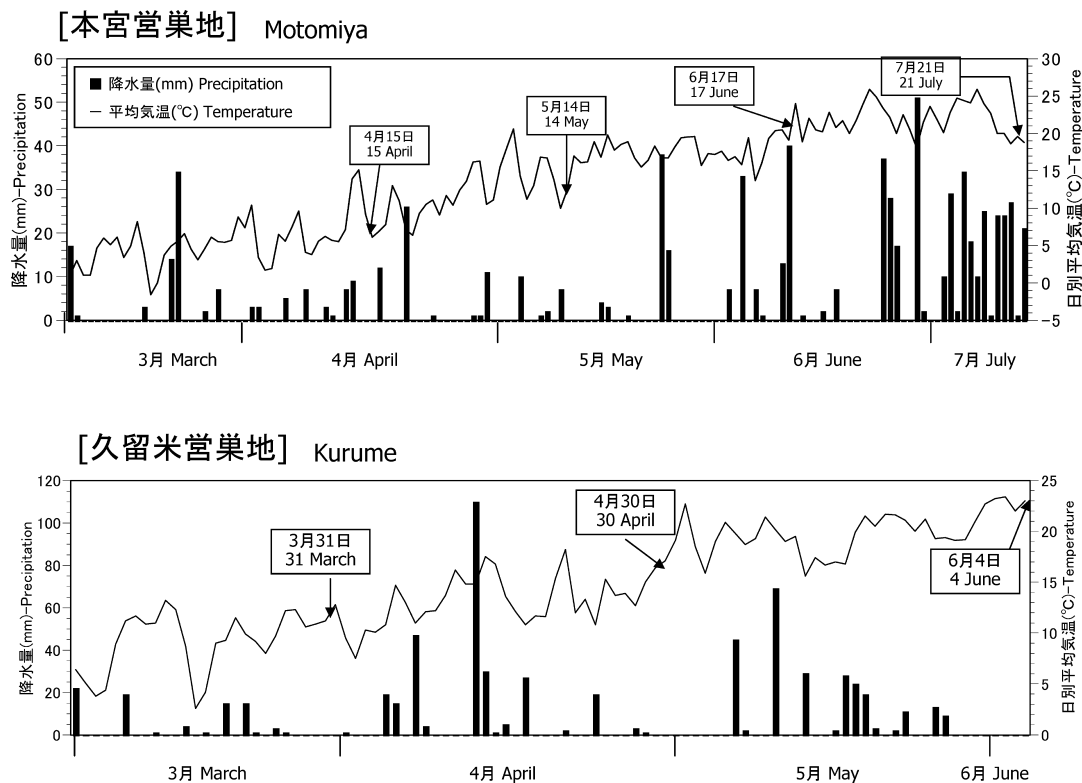 [本宮営巣地] Motomiya
降水量(mm) Precipitation
平均気温(℃) Temperature
4月15日
15 April
5月14日
14 May
6月17日
17 June
7月21日
21 July
60
50
40
30
20
10
0
降水量(mm)-Precipitation
30
25
20
15
10
5
0
-5
日別平均気温(℃)-Temperature
3月 March
4月 April
5月 May
6月 June
7月 July
[久留米営巣地] Kurume
120
100
80
60
40
20
0
降水量(mm)-Precipitation
3月31日
31 March
4月30日
30 April
6月4日
4 June
25
20
15
10
5
0
日別平均気温(℃)-Temperature
3月 March
4月 April
5月 May
6月 June